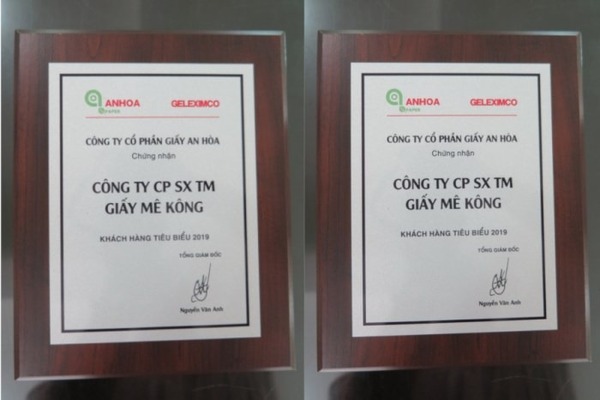 ANHOA
PAPER
GELEXIMCO
CÔNG TY CỔ PHẦN GIẤY AN HÒA
Chứng nhận
CÔNG TY CP SX TM
GIẤY MÊ KÔNG
KHÁCH HÀNG TIÊU BIỂU 2019
TỔNG GIÁM ĐỐC
Nguyễn Văn Anh
ANHOA
PAPER
GELEXIMCO
CÔNG TY CỔ PHẦN GIẤY AN HÒA
Chứng nhận
CÔNG TY CP SX TM
GIẤY MÊ KÔNG
KHÁCH HÀNG TIÊU BIỂU 2019
TỔNG GIÁM ĐỐC
Nguyễn Văn Anh